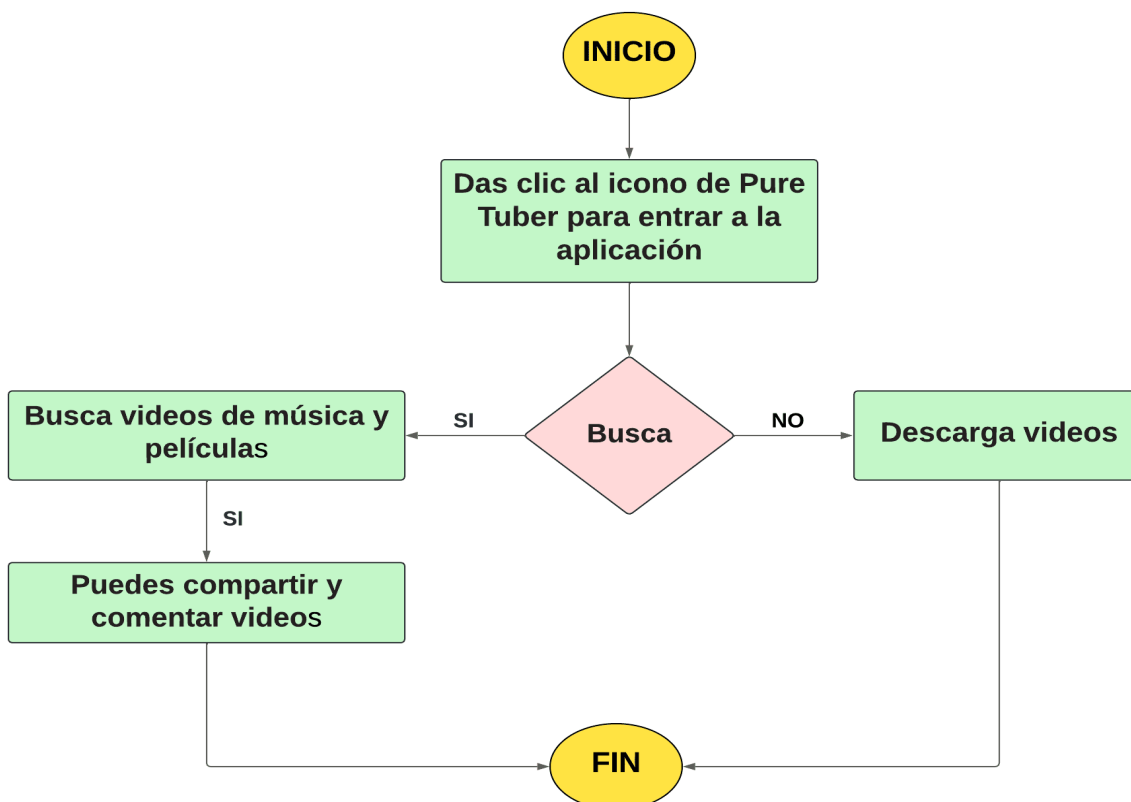 INICIO
Das clic al icono de Pure
Tuber para entrar a la
aplicación
Busca videos de música y
películas
SI
Busca
NO
Descarga videos
SI
Puedes compartir y
comentar videos
FIN